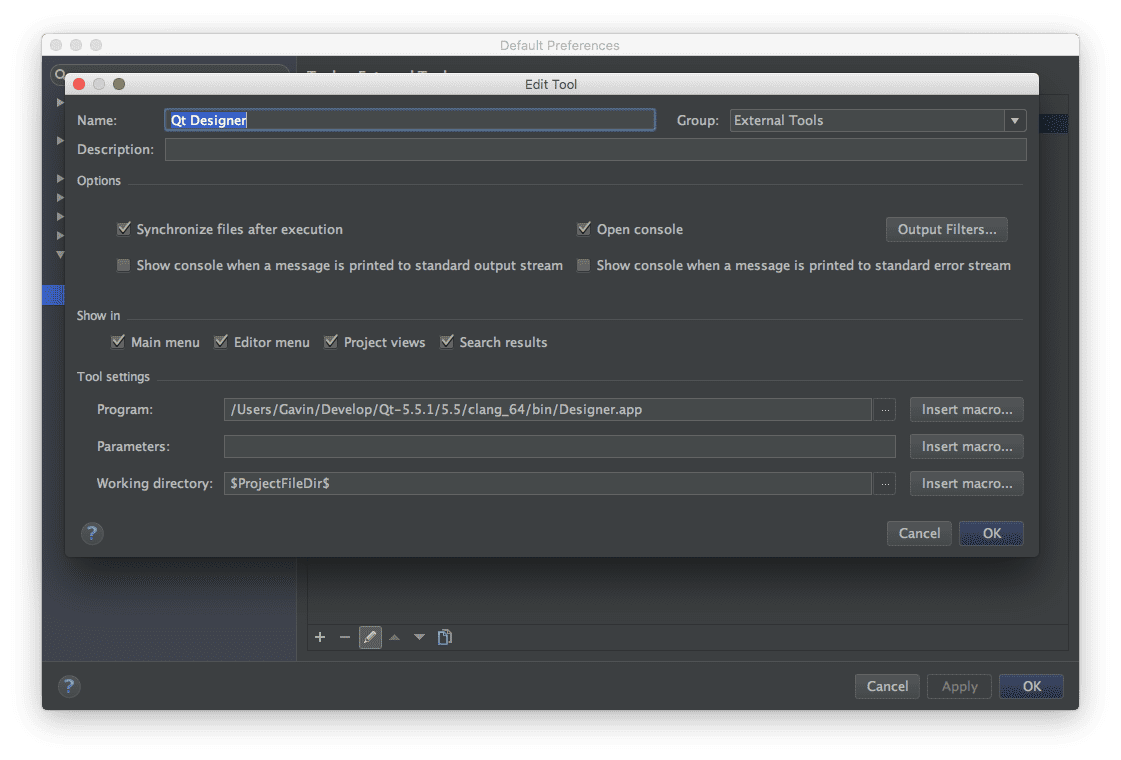 Default Preferences
Edit Tool
Name: Qt Designer Group: External Tools
Description:
Options
Synchronize files after execution Open console Output Filters...
Show console when a message is printed to standard output stream Show console when a message is printed to standard error stream
Show in
Main menu Editor menu Project views Search results
Tool settings
Program: /Users/Gavin/Develop/Qt-5.5.1/5.5/clang_64/bin/Designer.app ... Insert macro...
Parameters: Insert macro...
Working directory: $ProjectFileDir$ ... Insert macro...
? Cancel OK
? Cancel Apply OK